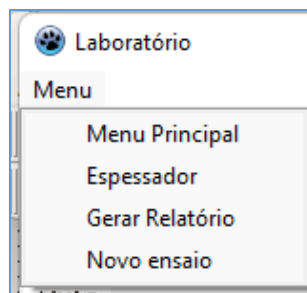 Laboratório
Menu
Menu Principal
Espessador
Gerar Relatório
Novo ensaio